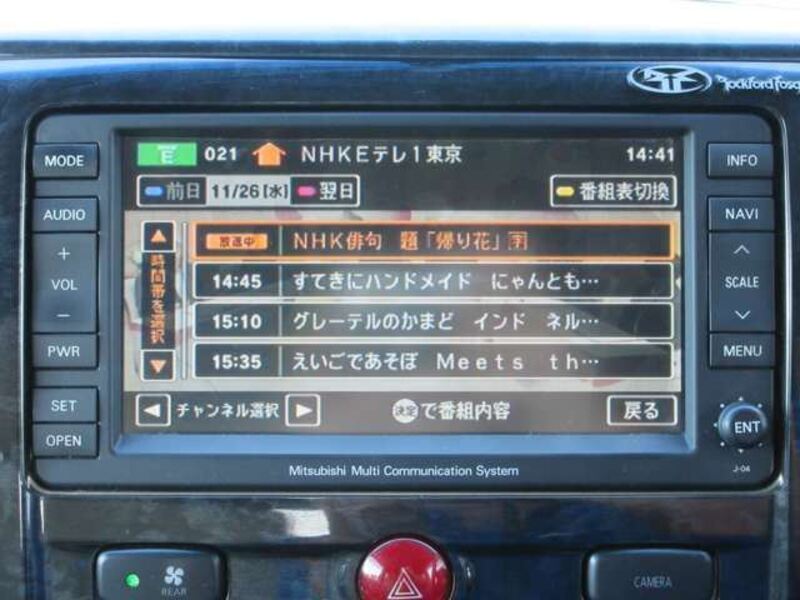 Rockford Fosg
MODE
E 021 NHKEテレ1東京 14:41
INFO
前日 11/26(水) 翌日 番組表切換
AUDIO
NAVI
放送中 NHK俳句 題「帰り花」字
+
VOL
−
14:45 すてきにハンドメイド にゃんとも…
SCALE
15:10 グレーテルのかまど インド ネル…
時間帯を選択
PWR
15:35 えいごであそぼ Meets th…
MENU
SET
チャンネル選択 決定で番組内容 戻る
ENT
OPEN
J-04
Mitsubishi Multi Communication System
REAR
CAMERA